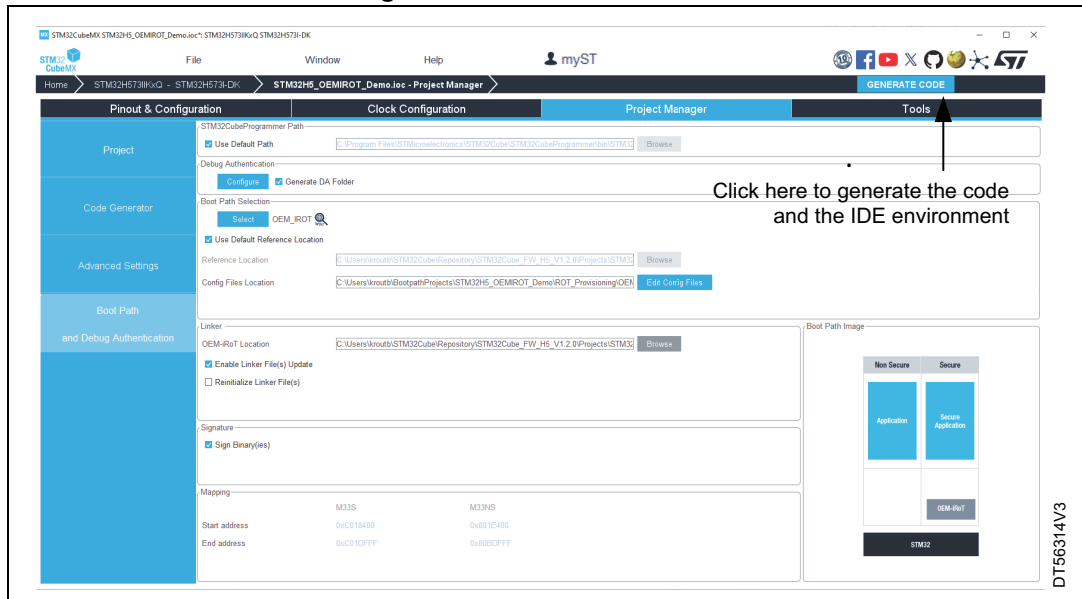 MX STM32CubeMX STM32H5_OEMIROT_Demo.ioc*: STM32H573IIKxQ STM32H573I-DK
STM32 CubeMX
File Window Help myST
Home STM32H573IIKxQ - STM32H573I-DK STM32H5_OEMIROT_Demo.ioc - Project Manager GENERATE CODE
Pinout & Configuration Clock Configuration Project Manager Tools
STM32CubeProgrammer Path
Use Default Path C:\Program Files\STMicroelectronics\STM32Cube\STM32CubeProgrammer\bin\STM32 Browse
Project
Debug Authentication
Configure Generate DA Folder
Click here to generate the code
and the IDE environment
Boot Path Selection
Select OEM_IROT
Code Generator
Use Default Reference Location
Reference Location C:\Users\kroutb\STM32Cube\Repository\STM32Cube_FW_H5_V1.2.0\Projects\STM32 Browse
Advanced Settings
Config Files Location C:\Users\kroutb\BootpathProjects\STM32H5_OEMIROT_Demo\ROT_Provisioning\OEM Edit Config Files
Boot Path
and Debug Authentication
Linker
OEM-iRoT Location C:\Users\kroutb\STM32Cube\Repository\STM32Cube_FW_H5_V1.2.0\Projects\STM32 Browse
Enable Linker File(s) Update
Reinitialize Linker File(s)
Signature
Sign Binary(ies)
Mapping
M33S M33NS
Start address 0xC018400 0x801E400
End address 0xC01DFFF 0x80BDFFF
Boot Path Image
Non Secure Secure
Application Secure Application
OEM-iRoT
STM32
DT56314V3